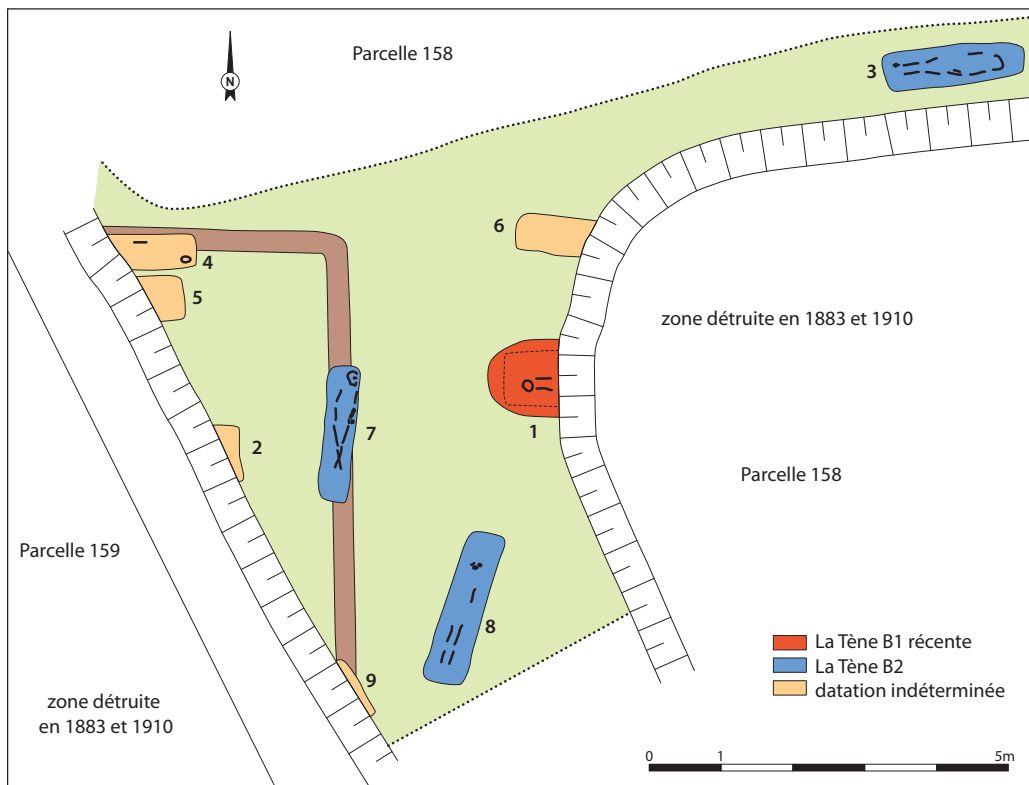 Parcelle 158
N
3
6
4
5
zone détruite en 1883 et 1910
7
1
2
Parcelle 158
Parcelle 159
8
La Tène B1 récente
La Tène B2
datation indéterminée
9
zone détruite
en 1883 et 1910
0 1 5m